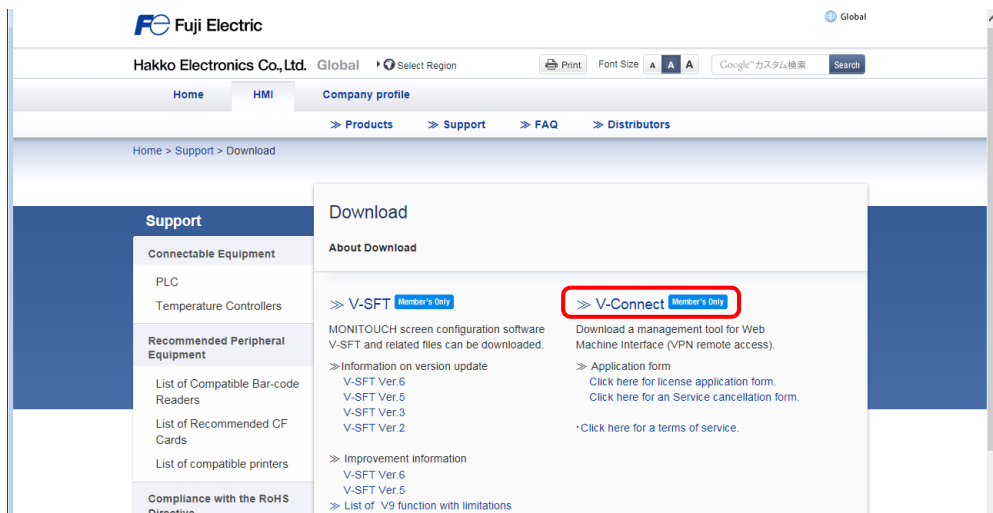 Global
Fe Fuji Electric
Hakko Electronics Co., Ltd. Global Select Region Print Font Size A A A Google™カスタム検索 Search
Home HMI Company profile
≫ Products ≫ Support ≫ FAQ ≫ Distributors
Home > Support > Download
Support
Connectable Equipment
PLC
Temperature Controllers
Recommended Peripheral
Equipment
List of Compatible Bar-code
Readers
List of Recommended CF
Cards
List of compatible printers
Compliance with the RoHS
Directive
Download
About Download
≫ V-SFT Member's Only
MONITOUCH screen configuration software
V-SFT and related files can be downloaded.
≫Information on version update
V-SFT Ver.6
V-SFT Ver.5
V-SFT Ver.3
V-SFT Ver.2
≫ Improvement information
V-SFT Ver.6
V-SFT Ver.5
≫ List of V9 function with limitations
≫ V-Connect Member's Only
Download a management tool for Web
Machine Interface (VPN remote access).
≫ Application form
Click here for license application form.
Click here for an Service cancellation form.
・Click here for a terms of service.